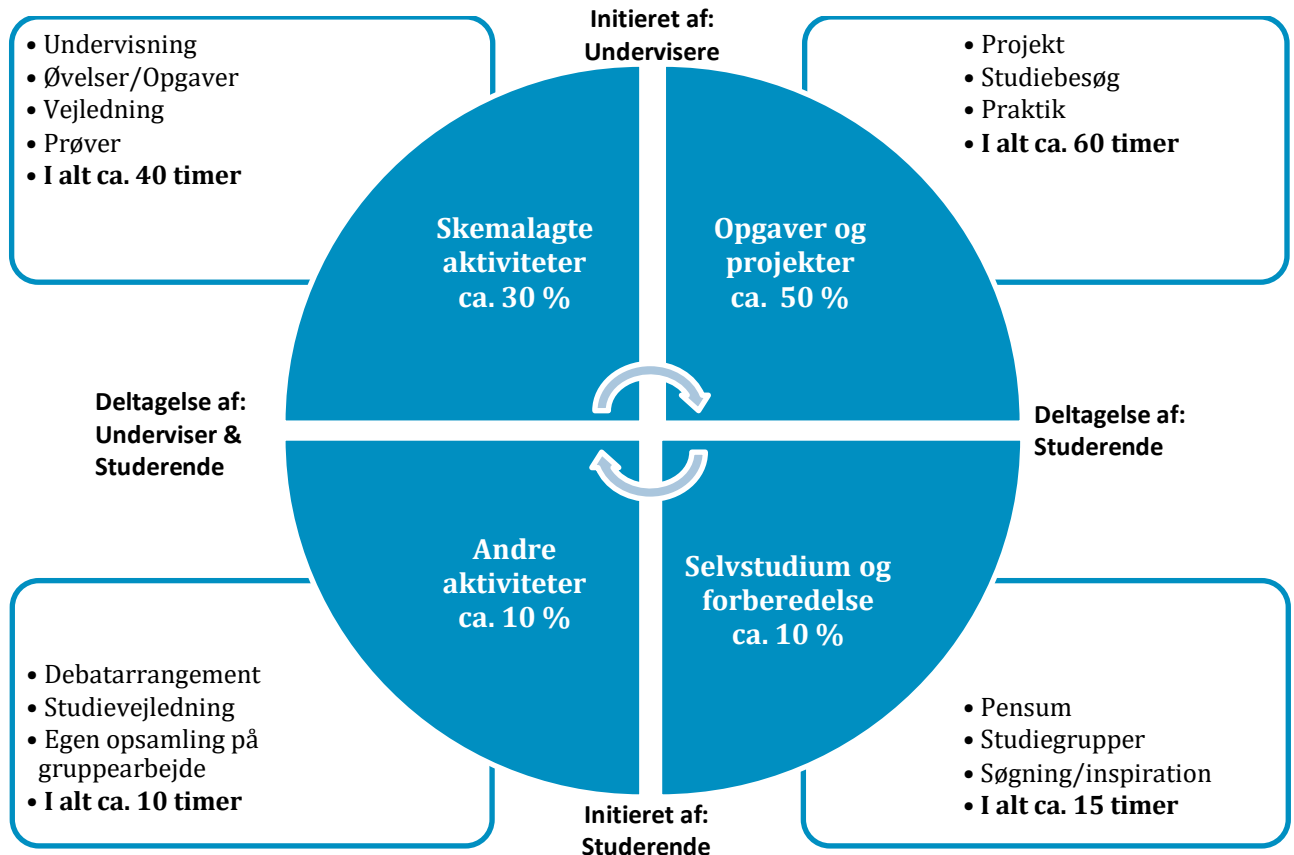 Initieret af:
Undervisere
• Undervisning
• Øvelser/Opgaver
• Vejledning
• Prøver
• I alt ca. 40 timer
• Projekt
• Studiebesøg
• Praktik
• I alt ca. 60 timer
Skemalagte
aktiviteter
ca. 30 %
Opgaver og
projekter
ca. 50 %
Deltagelse af:
Underviser &
Studerende
Deltagelse af:
Studerende
Andre
aktiviteter
ca. 10 %
Selvstudium og
forberedelse
ca. 10 %
• Debatarrangement
• Studievejledning
• Egen opsamling på
gruppearbejde
• I alt ca. 10 timer
• Pensum
• Studiegrupper
• Søgning/inspiration
• I alt ca. 15 timer
Initieret af:
Studerende